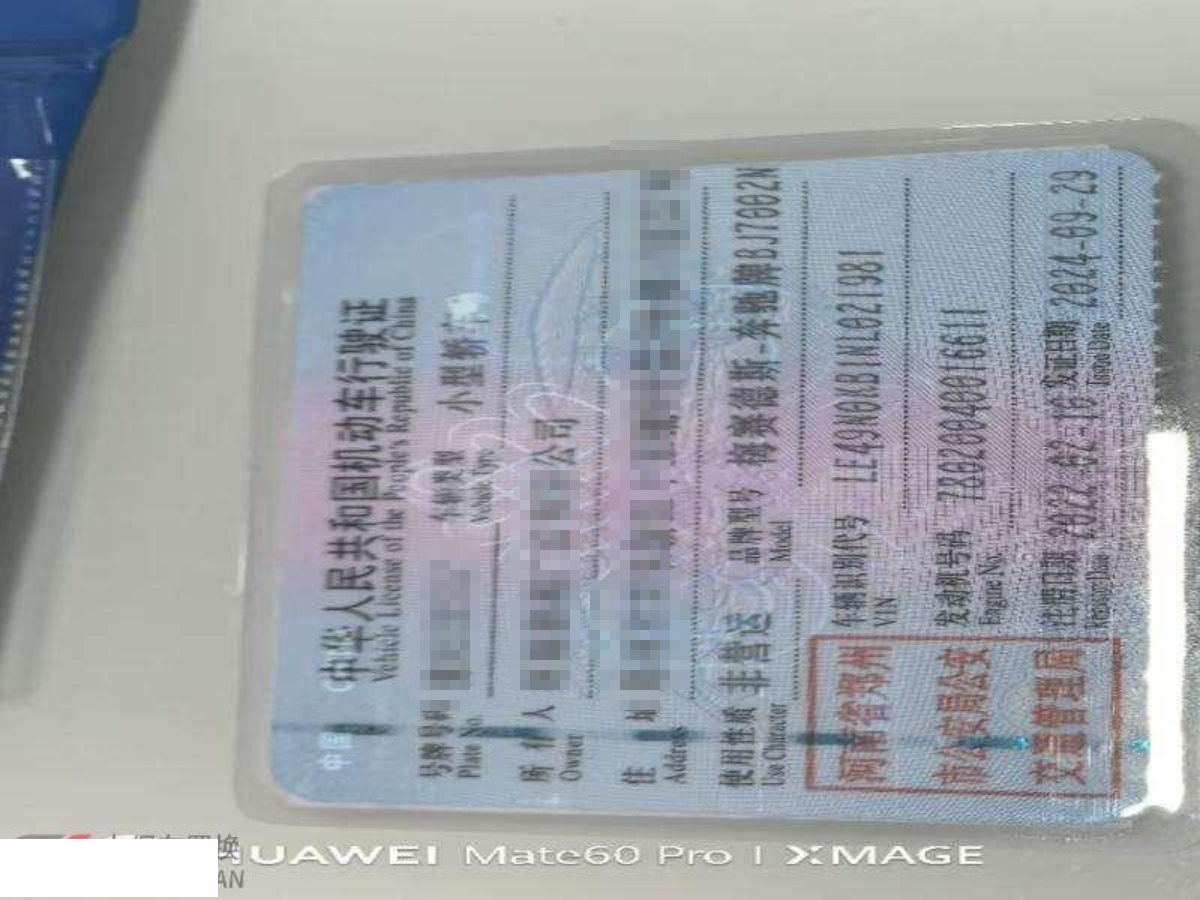 中华人民共和国机动车行驶证
Vehicle License of the People's Republic of China
号牌号码 车辆类型 小型轿车
Plate No. Vehicle Type
所有人 公司
Owner
住址
Address
使用性质 非营运 品牌型号 梅赛德斯-奔驰牌BJ7002N
Use Character Model
河南省郑州
市公安局公安
交通管理局
车辆识别代号 LE49N0RB1NL021981
VIN
发动机号码 78020040016611
Engine No.
注册日期 2022-02-16 发证日期 2024-09-29
Issue Date
HUAWEI Mate60 Pro | XMAGE